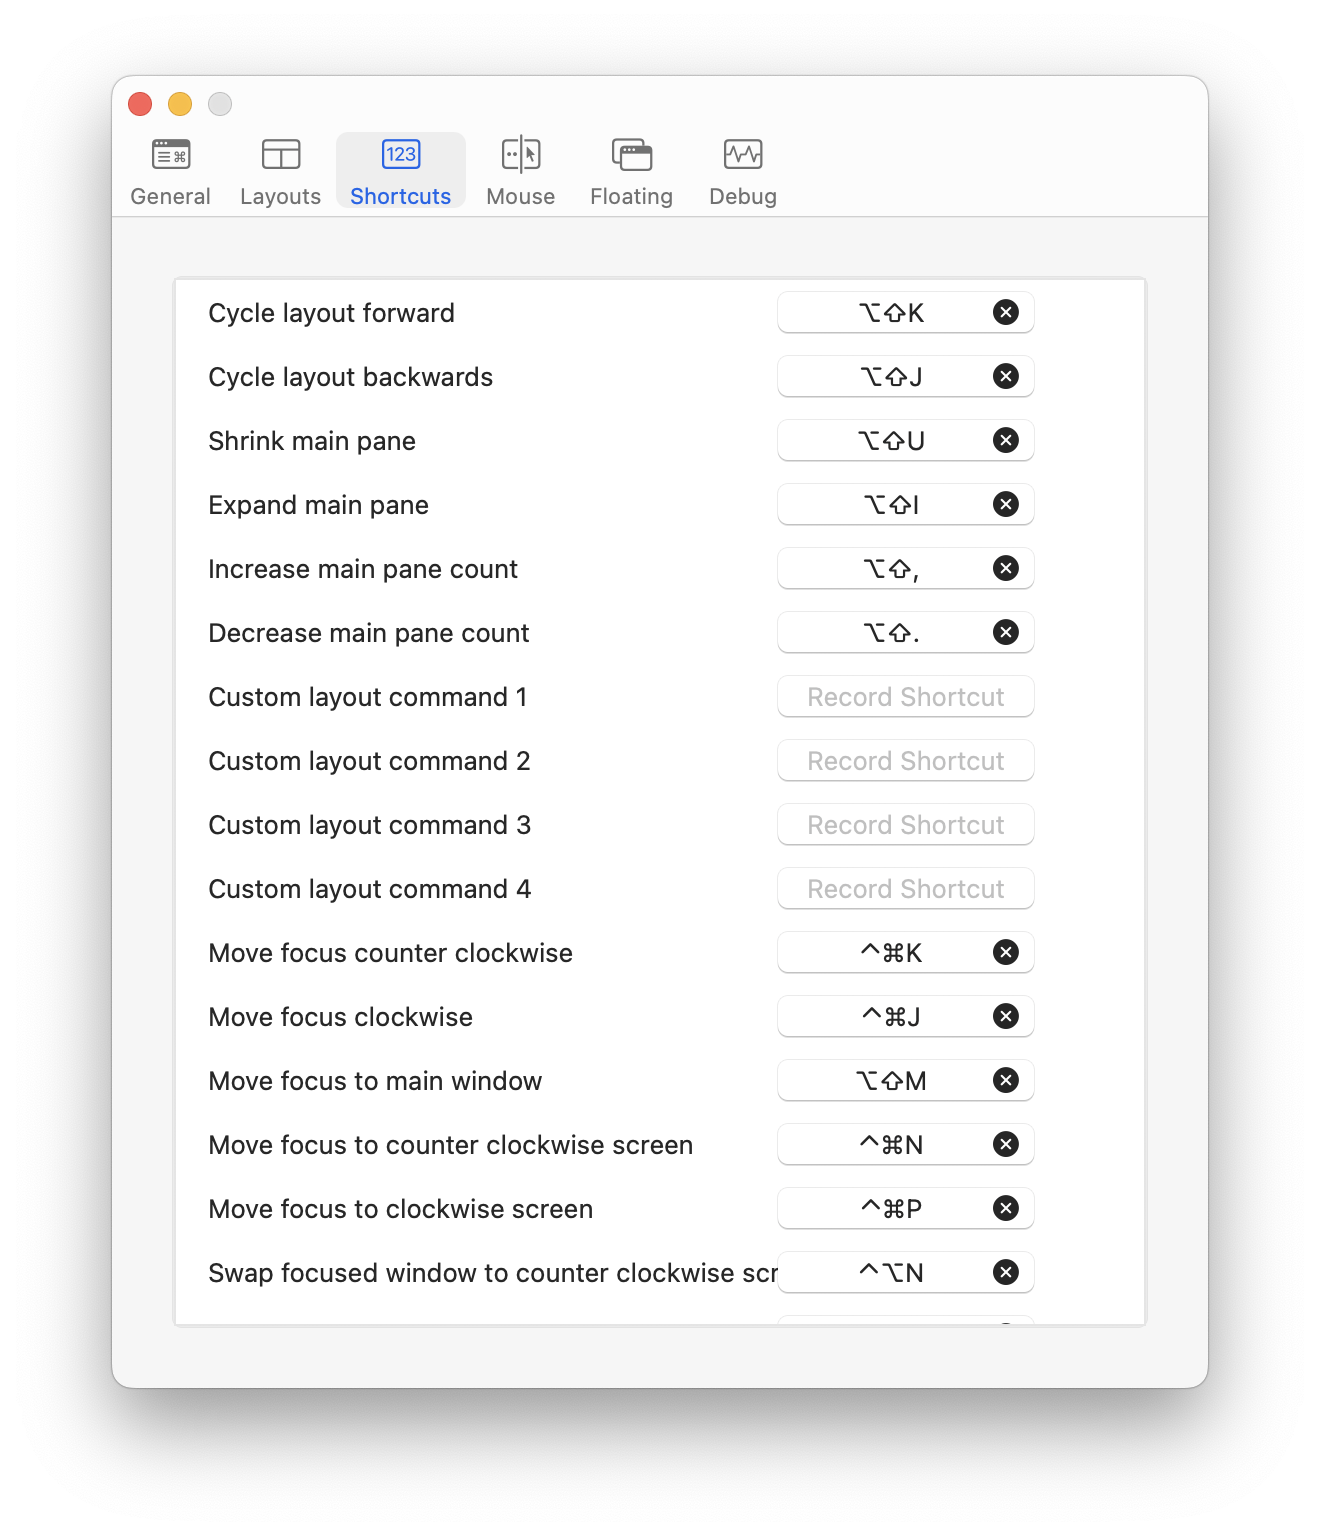 General Layouts Shortcuts Mouse Floating Debug
Cycle layout forward ⌥⇧K
Cycle layout backwards ⌥⇧J
Shrink main pane ⌥⇧U
Expand main pane ⌥⇧I
Increase main pane count ⌥⇧,
Decrease main pane count ⌥⇧.
Custom layout command 1 Record Shortcut
Custom layout command 2 Record Shortcut
Custom layout command 3 Record Shortcut
Custom layout command 4 Record Shortcut
Move focus counter clockwise ^⌘K
Move focus clockwise ^⌘J
Move focus to main window ⌥⇧M
Move focus to counter clockwise screen ^⌘N
Move focus to clockwise screen ^⌘P
Swap focused window to counter clockwise scr ^⌥N